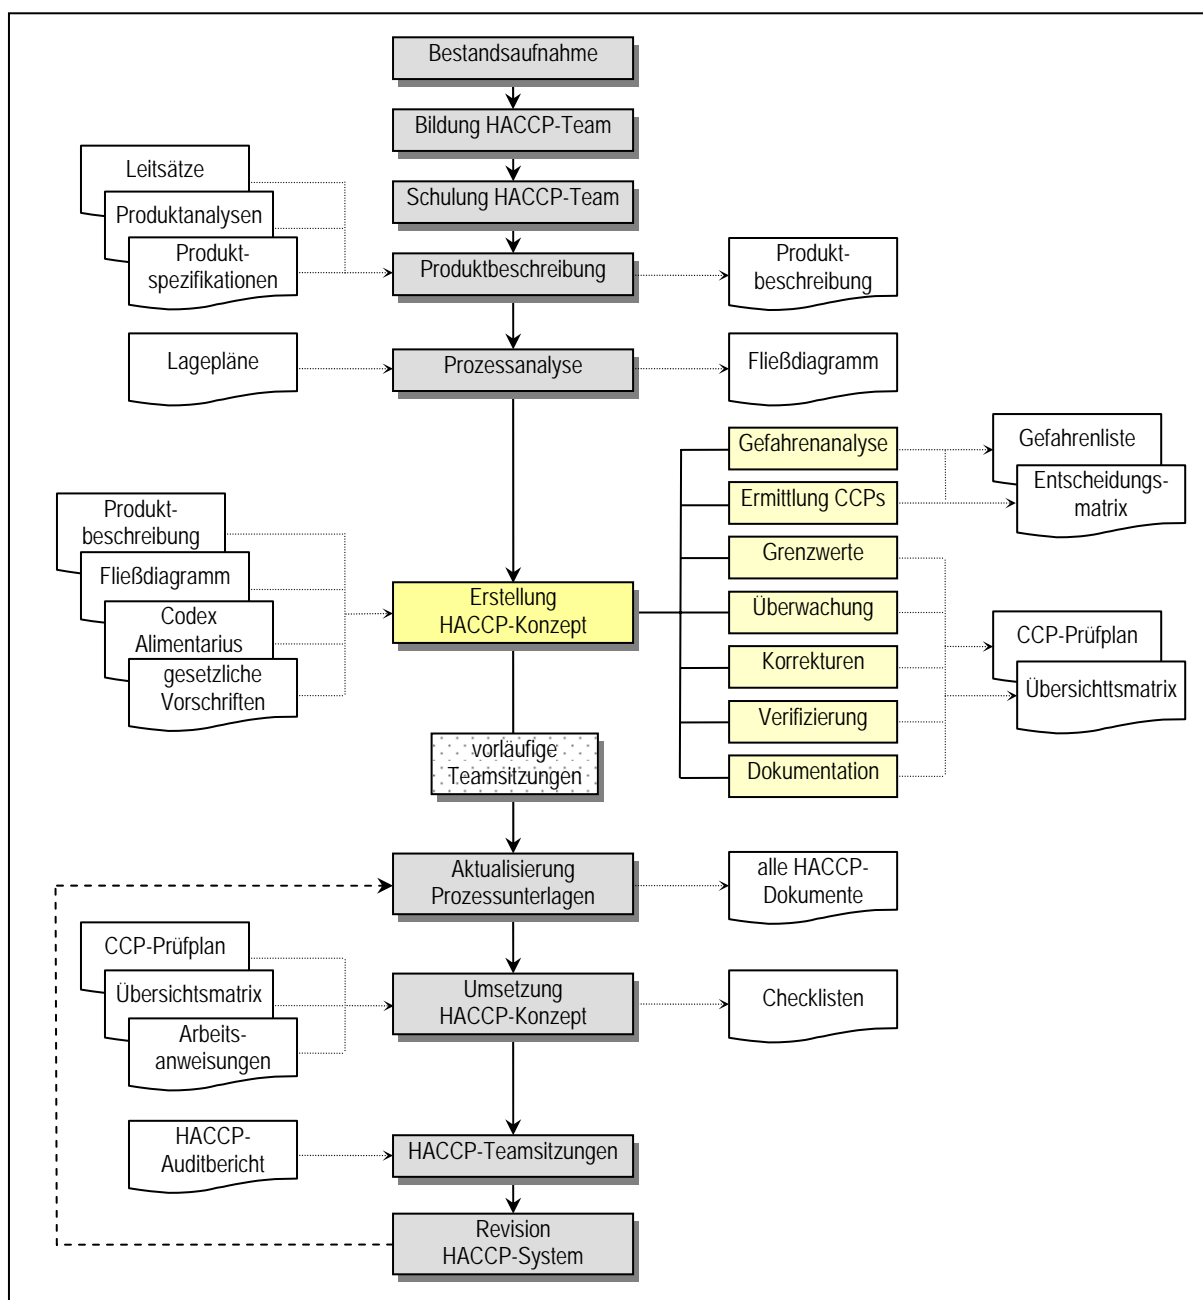 Bestandsaufnahme
Bildung HACCP-Team
Schulung HACCP-Team
Leitsätze
Produktanalysen
Produkt-
spezifikationen
Produktbeschreibung
Produkt-
beschreibung
Lagepläne
Prozessanalyse
Fließdiagramm
Gefahrenanalyse
Ermittlung CCPs
Grenzwerte
Überwachung
Korrekturen
Verifizierung
Dokumentation
Gefahrenliste
Entscheidungs-
matrix
CCP-Prüfplan
Übersichttsmatrix
Produkt-
beschreibung
Fließdiagramm
Codex
Alimentarius
gesetzliche
Vorschriften
Erstellung
HACCP-Konzept
vorläufige
Teamsitzungen
Aktualisierung
Prozessunterlagen
alle HACCP-
Dokumente
CCP-Prüfplan
Übersichtsmatrix
Arbeits-
anweisungen
Umsetzung
HACCP-Konzept
Checklisten
HACCP-
Auditbericht
HACCP-Teamsitzungen
Revision
HACCP-System